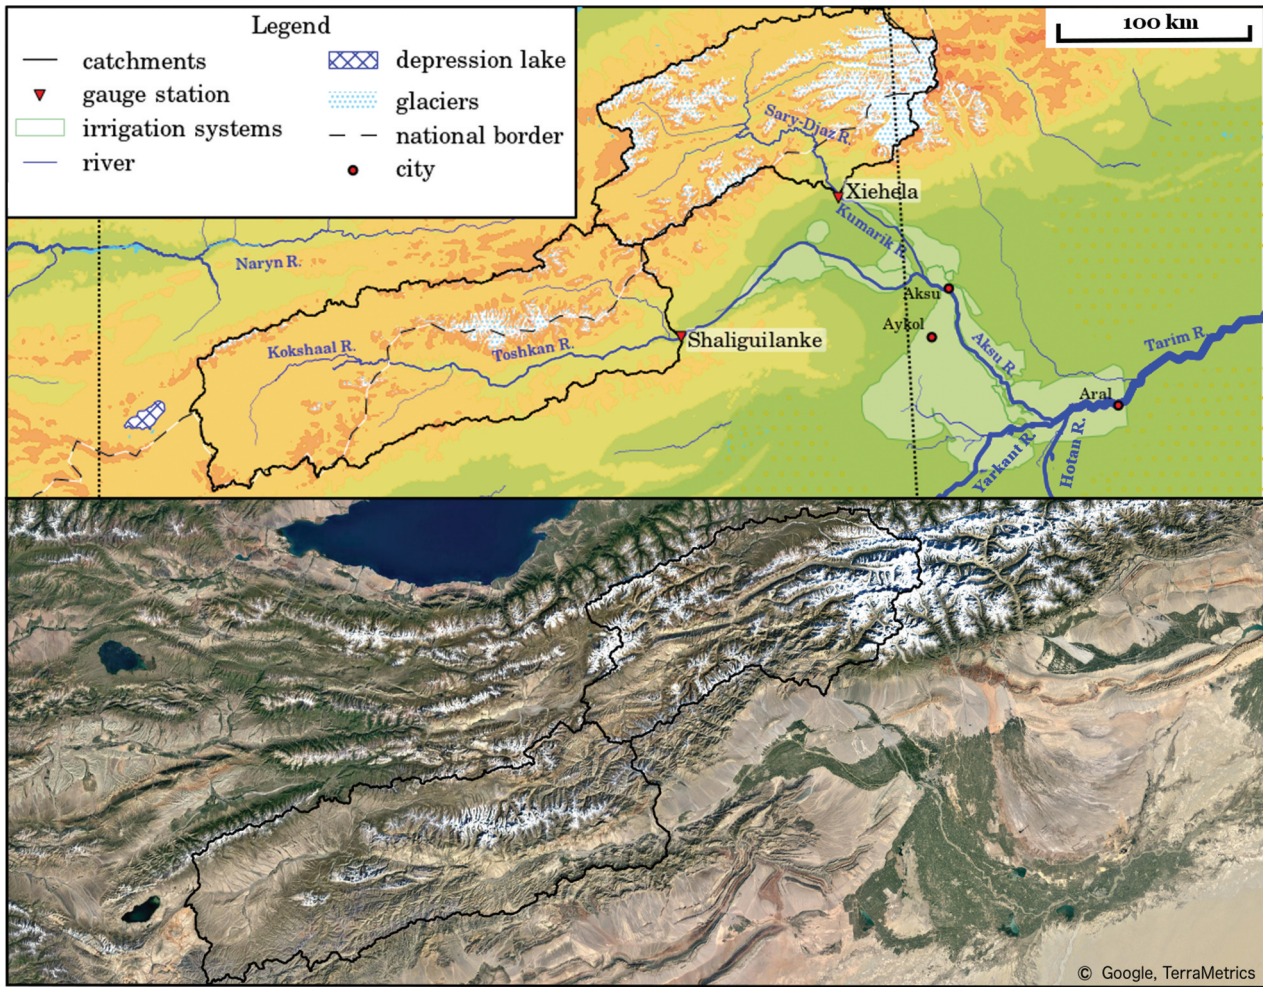 Legend
catchments
gauge station
irrigation systems
river
depression lake
glaciers
national border
city
100 km
Sary-Djaz R.
Xiehela
Kumarik R.
Naryn R.
Aksu
Aykol
Shaliguilanke
Kokshaal R.
Toshkan R.
Aksu R.
Tarim R.
Aral
Yarkant R.
Hotan R.
© Google, TerraMetrics